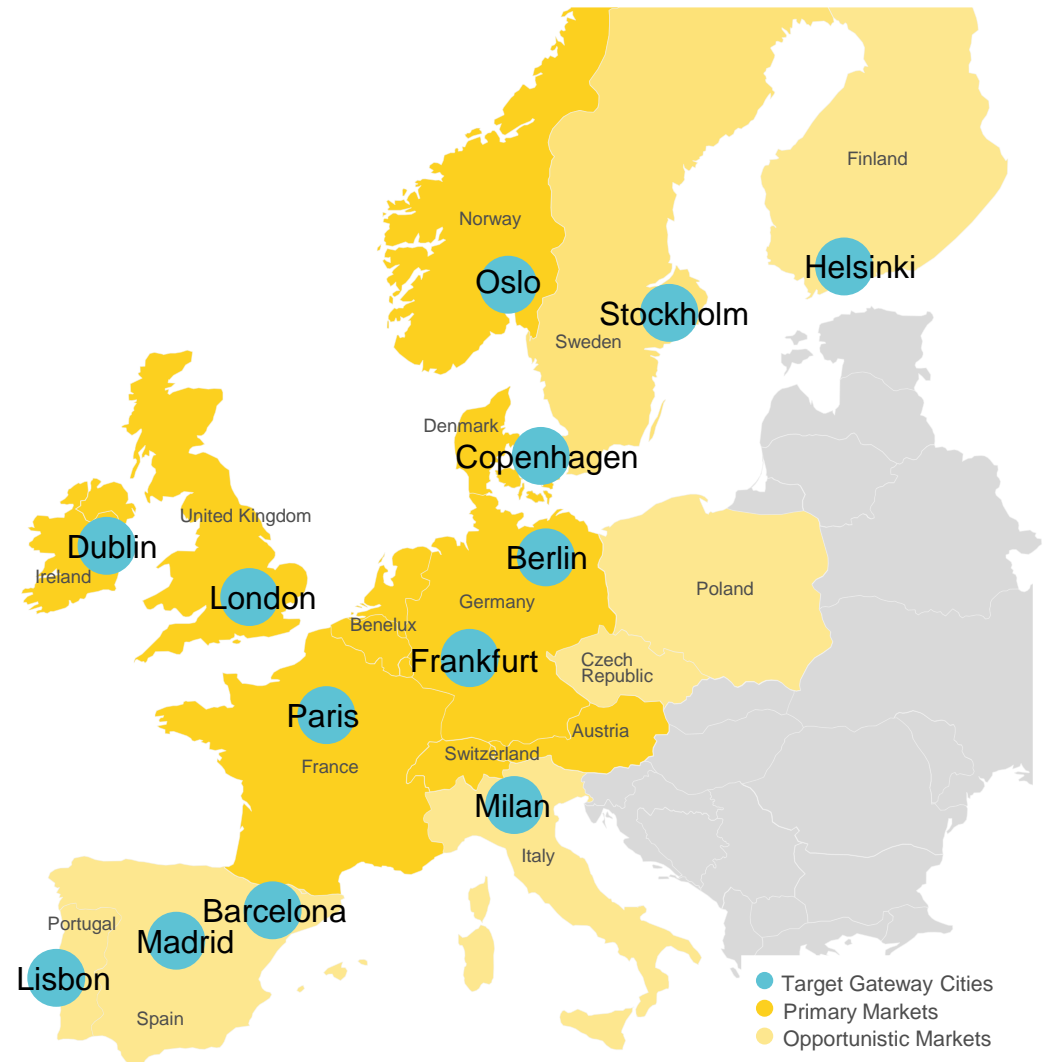 Finland
Norway
Helsinki
Oslo
Stockholm
Sweden
Denmark
Copenhagen
United Kingdom
Dublin
Berlin
Ireland
Poland
London
Germany
Benelux
Frankfurt
Czech
Republic
Paris
Austria
Switzerland
France
Milan
Italy
Barcelona
Portugal
Madrid
Lisbon
Spain
Target Gateway Cities
Primary Markets
Opportunistic Markets